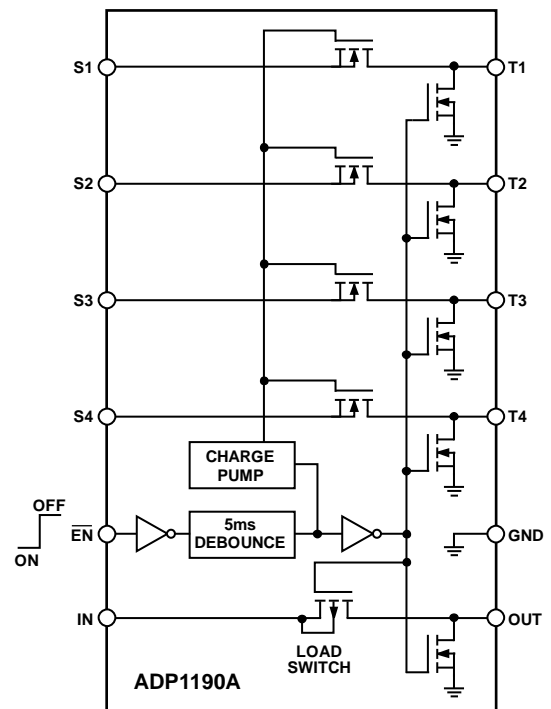 S1
T1
S2
T2
S3
T3
S4
T4
CHARGE
PUMP
OFF
EN
ON
5ms
DEBOUNCE
GND
IN
OUT
LOAD
SWITCH
ADP1190A